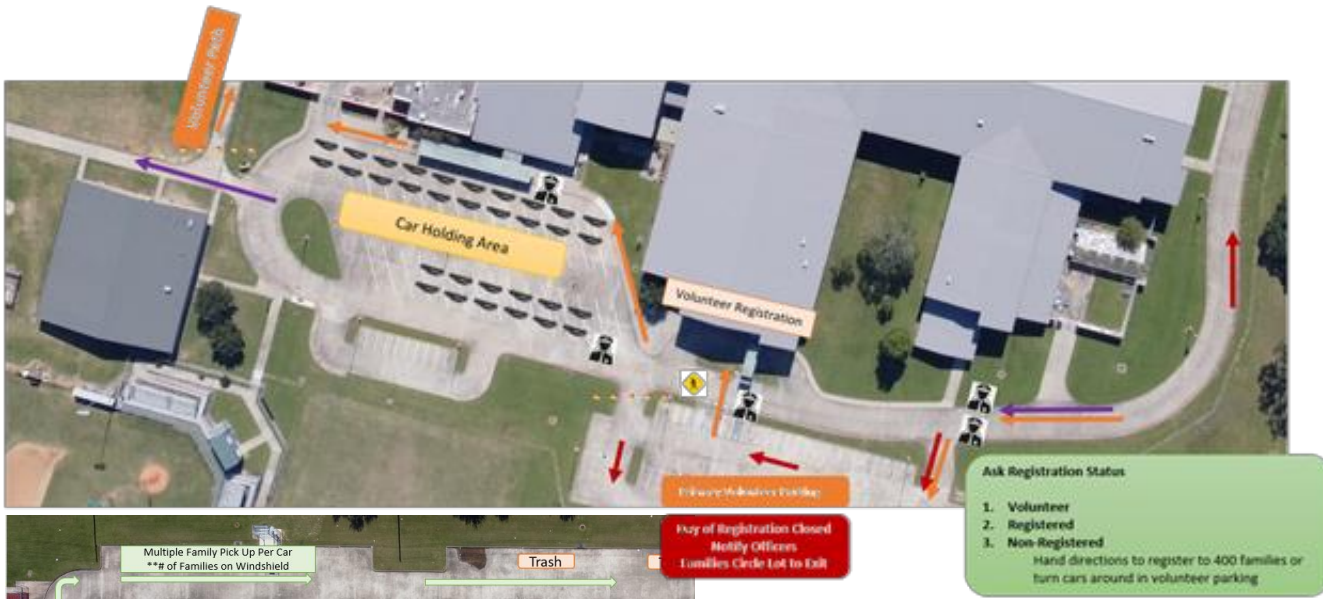 Volunteer Path
Car Holding Area
Volunteer Registration
Primary Volunteer Parking
Day of Registration Closed
Notify Officers
Families Circle Lot to Exit
Ask Registration Status
1. Volunteer
2. Registered
3. Non-Registered
Hand directions to register to 400 families or
turn cars around in volunteer parking
Multiple Family Pick Up Per Car
**# of Families on Windshield
Trash